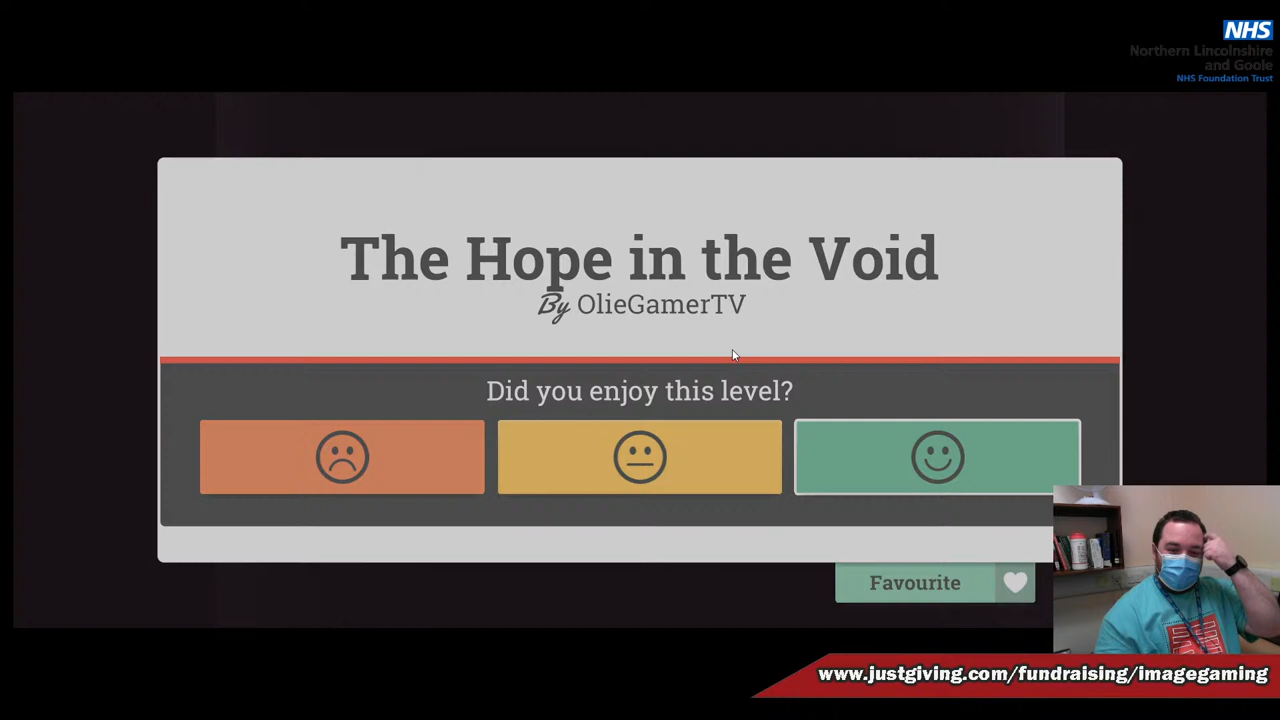 NHS
Northern Lincolnshire
and Goole
NHS Foundation Trust
The Hope in the Void
By OlieGamerTV
Did you enjoy this level?
Favourite
www.justgiving.com/fundraising/imagegaming